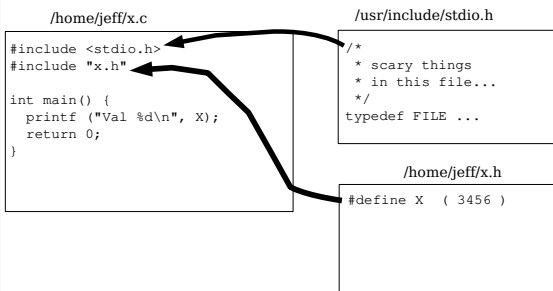 /home/jeff/x.c
#include <stdio.h>
#include "x.h"
int main() {
printf ("Val %d\n", X);
return 0;
}
/usr/include/stdio.h
/*
* scary things
* in this file...
*/
typedef FILE ...
/home/jeff/x.h
#define X ( 3456 )